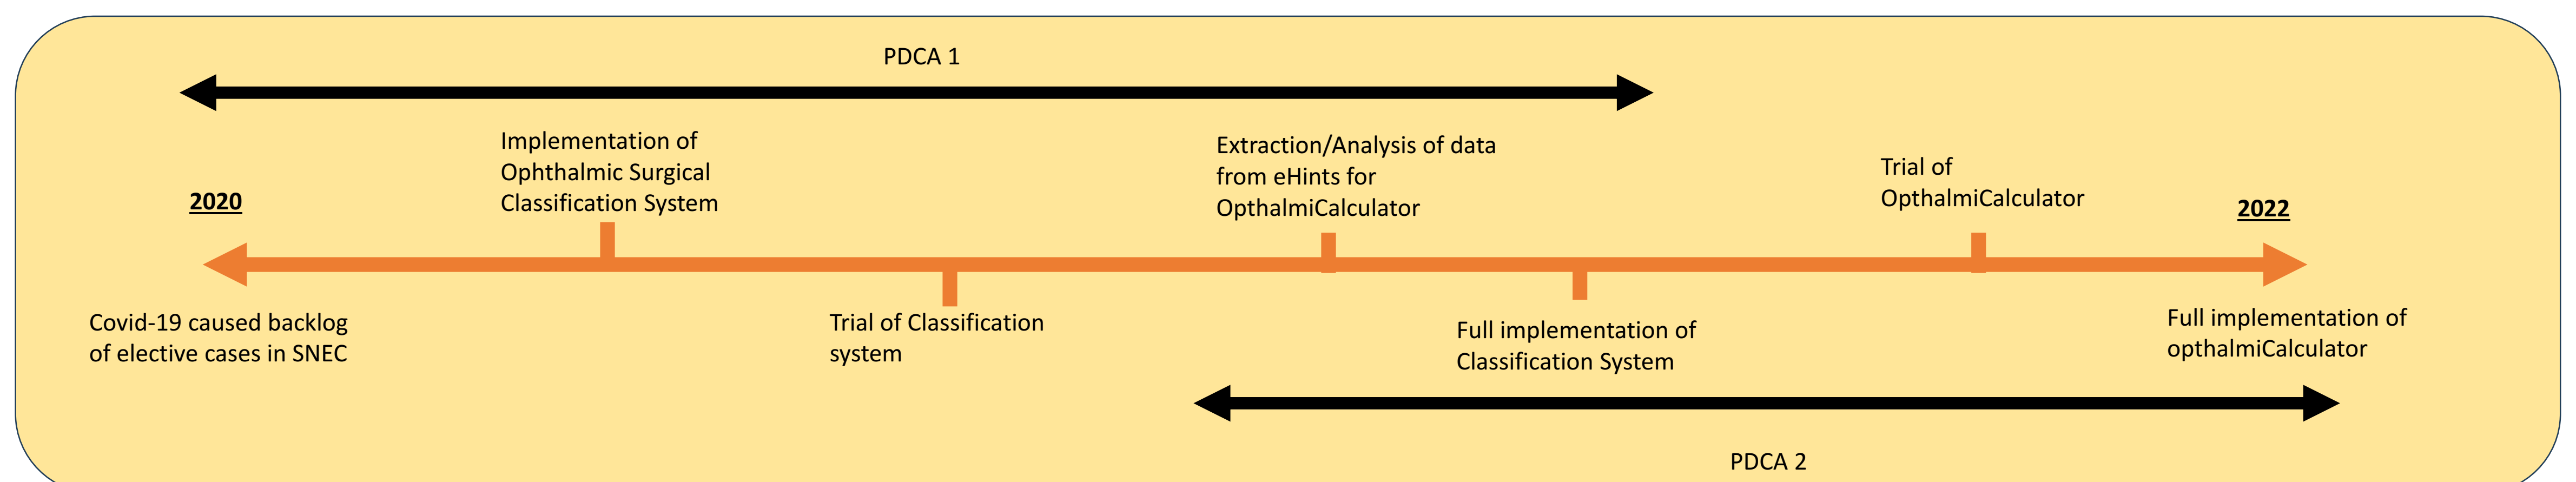 PDCA 1
Implementation of
Ophthalmic Surgical
Classification System
Extraction/Analysis of data
from eHints for
OpthalmiCalculator
Trial of
OpthalmiCalculator
2020
2022
Covid-19 caused backlog
of elective cases in SNEC
Trial of Classification
system
Full implementation of
Classification System
Full implementation of
opthalmiCalculator
PDCA 2